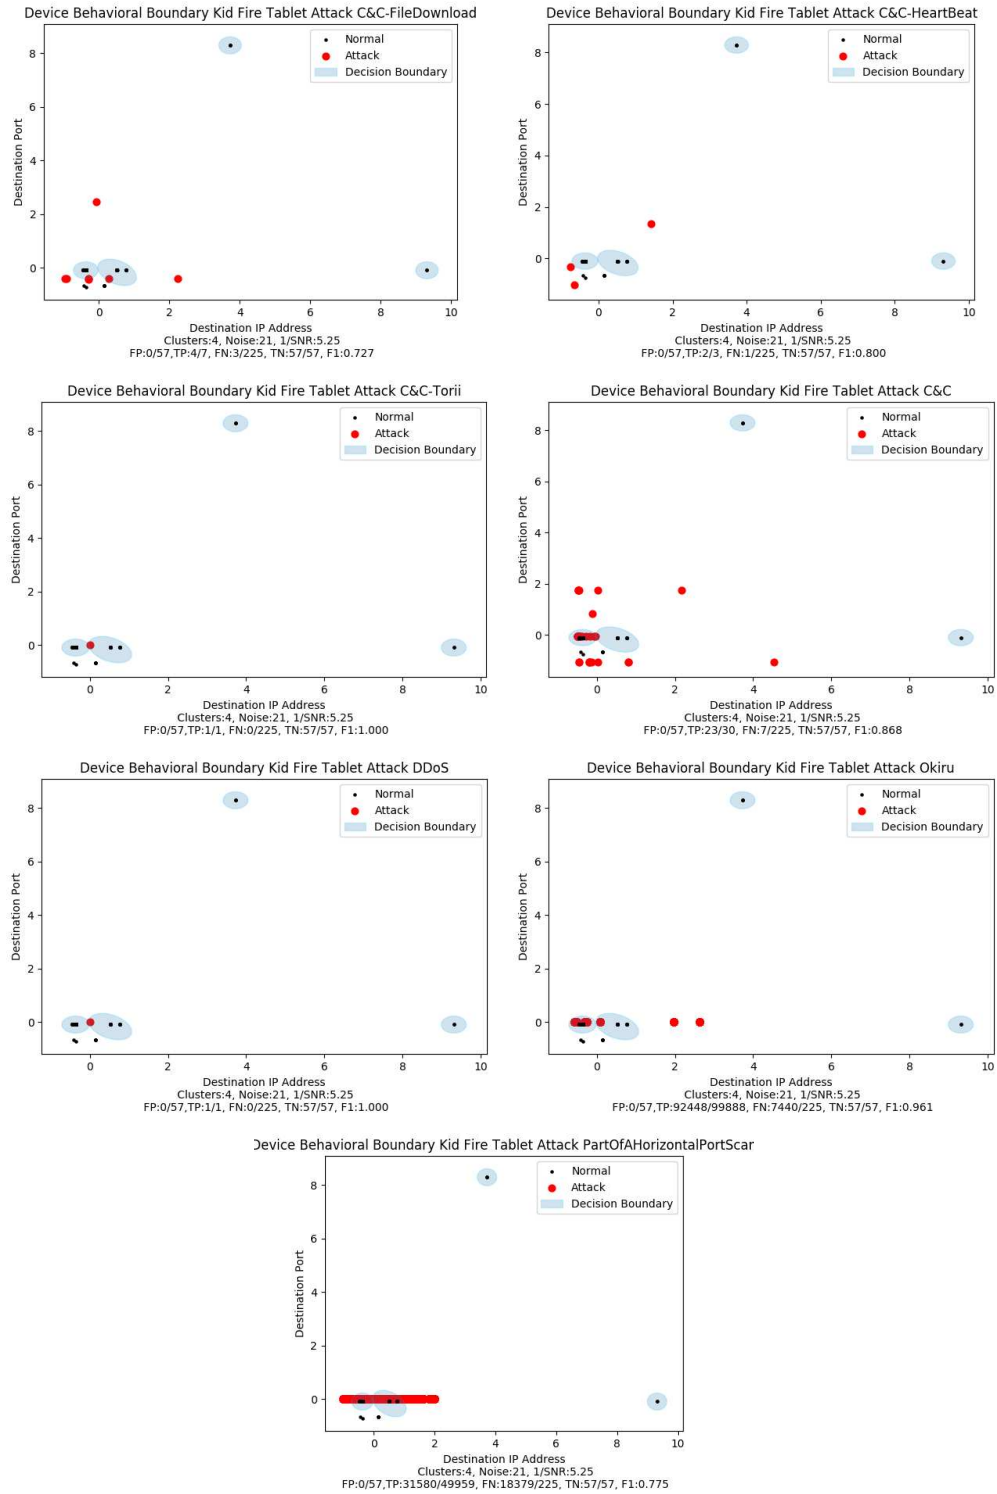 Device Behavioral Boundary Kid Fire Tablet Attack C&C-FileDownload
Normal
Attack
Decision Boundary
8
6
4
2
0
Destination Port
0 2 4 6 8 10
Destination IP Address
Clusters:4, Noise:21, 1/SNR:5.25
FP:0/57,TP:4/7, FN:3/225, TN:57/57, F1:0.727
Device Behavioral Boundary Kid Fire Tablet Attack C&C-HeartBeat
Normal
Attack
Decision Boundary
8
6
4
2
0
Destination Port
0 2 4 6 8 10
Destination IP Address
Clusters:4, Noise:21, 1/SNR:5.25
FP:0/57,TP:2/3, FN:1/225, TN:57/57, F1:0.800
Device Behavioral Boundary Kid Fire Tablet Attack C&C-Torii
Normal
Attack
Decision Boundary
8
6
4
2
0
Destination Port
0 2 4 6 8 10
Destination IP Address
Clusters:4, Noise:21, 1/SNR:5.25
FP:0/57,TP:1/1, FN:0/225, TN:57/57, F1:1.000
Device Behavioral Boundary Kid Fire Tablet Attack C&C
Normal
Attack
Decision Boundary
8
6
4
2
0
Destination Port
0 2 4 6 8 10
Destination IP Address
Clusters:4, Noise:21, 1/SNR:5.25
FP:0/57,TP:23/30, FN:7/225, TN:57/57, F1:0.868
Device Behavioral Boundary Kid Fire Tablet Attack DDoS
Normal
Attack
Decision Boundary
8
6
4
2
0
Destination Port
0 2 4 6 8 10
Destination IP Address
Clusters:4, Noise:21, 1/SNR:5.25
FP:0/57,TP:1/1, FN:0/225, TN:57/57, F1:1.000
Device Behavioral Boundary Kid Fire Tablet Attack Okiru
Normal
Attack
Decision Boundary
8
6
4
2
0
Destination Port
0 2 4 6 8 10
Destination IP Address
Clusters:4, Noise:21, 1/SNR:5.25
FP:0/57,TP:92448/99888, FN:7440/225, TN:57/57, F1:0.961
Device Behavioral Boundary Kid Fire Tablet Attack PartOfAHorizontalPortScar
Normal
Attack
Decision Boundary
8
6
4
2
0
Destination Port
0 2 4 6 8 10
Destination IP Address
Clusters:4, Noise:21, 1/SNR:5.25
FP:0/57,TP:31580/49959, FN:18379/225, TN:57/57, F1:0.775